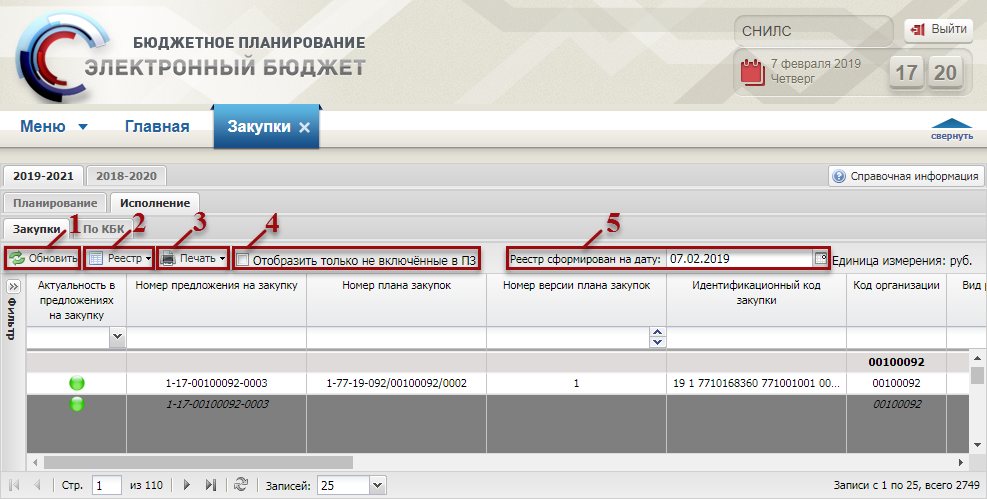 БЮДЖЕТНОЕ ПЛАНИРОВАНИЕ
ЭЛЕКТРОННЫЙ БЮДЖЕТ
СНИЛС
Выйти
7 февраля 2019
Четверг
17 20
Меню Главная Закупки
свернуть
2019-2021 2018-2020
Справочная информация
Планирование Исполнение
Закупки По КБК
1 2 3 4 5
Обновить Реестр Печать Отобразить только не включённые в ПЗ Реестр сформирован на дату: 07.02.2019 Единица измерения: руб.
Фильтр
Актуальность в предложениях на закупку
Номер предложения на закупку
Номер плана закупок
Номер версии плана закупок
Идентификационный код закупки
Код организации
Вид
00100092
1-17-00100092-0003 1-77-19-092/00100092/0002 1 19 1 7710168360 771001001 00... 00100092
1-17-00100092-0003 00100092
Стр. 1 из 110 Записей: 25 Записи с 1 по 25, всего 2749